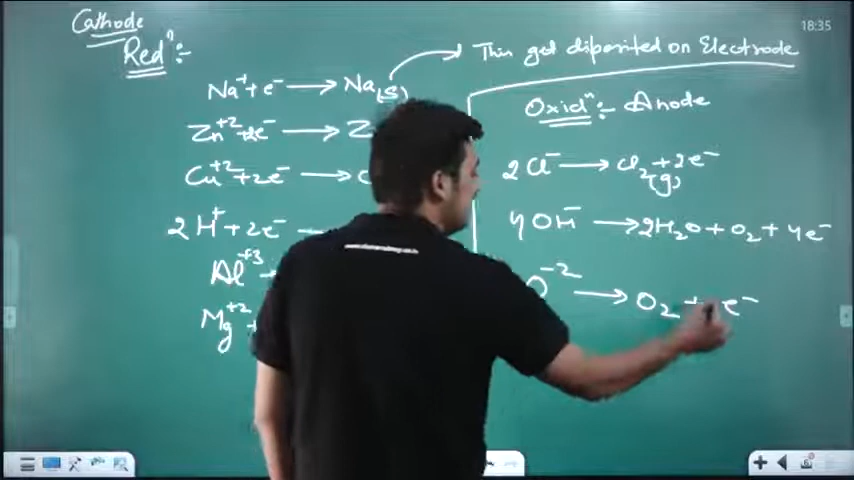 Cathode
Redⁿ :-
Na⁺ + e⁻ → Na(s) → This get diposited on Electrode
Zn⁺² + 2e⁻ → Z
Cu⁺² + 2e⁻ → C
2H⁺ + 2e⁻ →
Al⁺³
Mg⁺² +
Oxidⁿ :- Anode
2Cl⁻ → Cl₂(g) + 2e⁻
4OH⁻ → 2H₂O + O₂ + 4e⁻
O⁻² → O₂ + e⁻
18:35